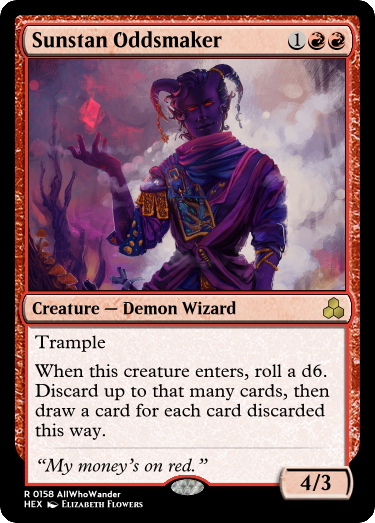 Sunstan Oddsmaker 1
Creature — Demon Wizard
Trample
When this creature enters, roll a d6.
Discard up to that many cards, then
draw a card for each card discarded
this way.
“My money’s on red.”
4/3
R 0158 AllWhoWander
HEX Elizabeth Flowers